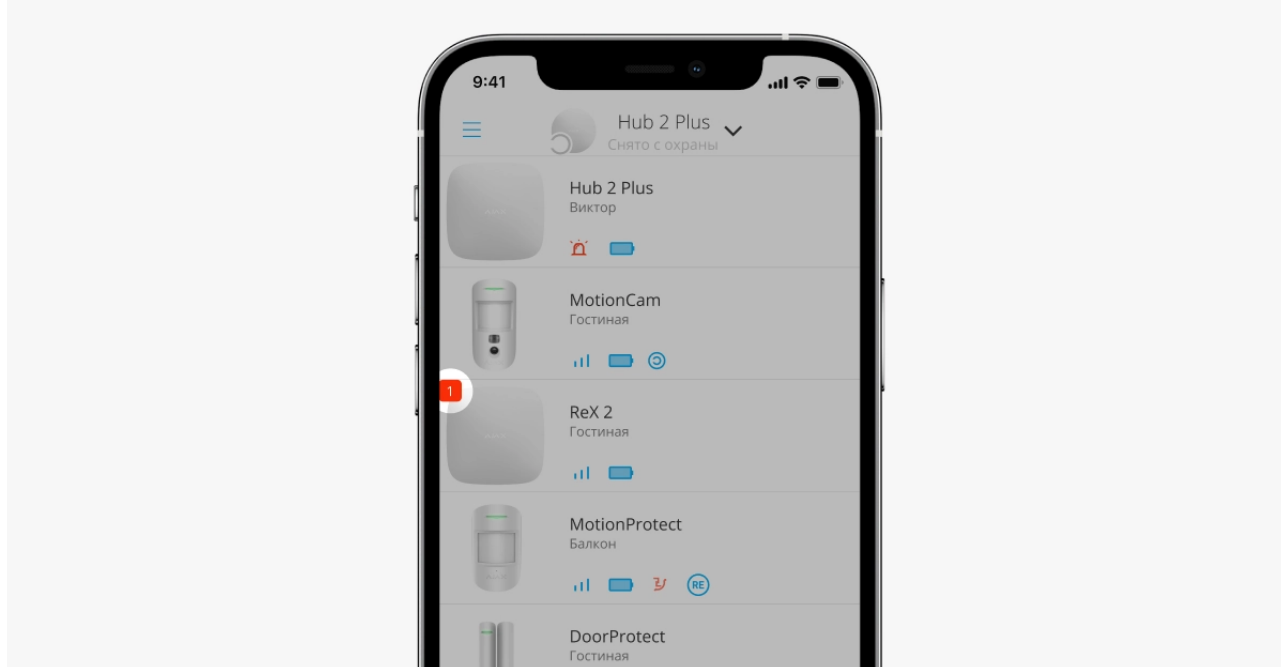 9:41
Hub 2 Plus
Снято с охраны
Hub 2 Plus
Виктор
MotionCam
Гостиная
1
ReX 2
Гостиная
MotionProtect
Балкон
RE
DoorProtect
Гостиная